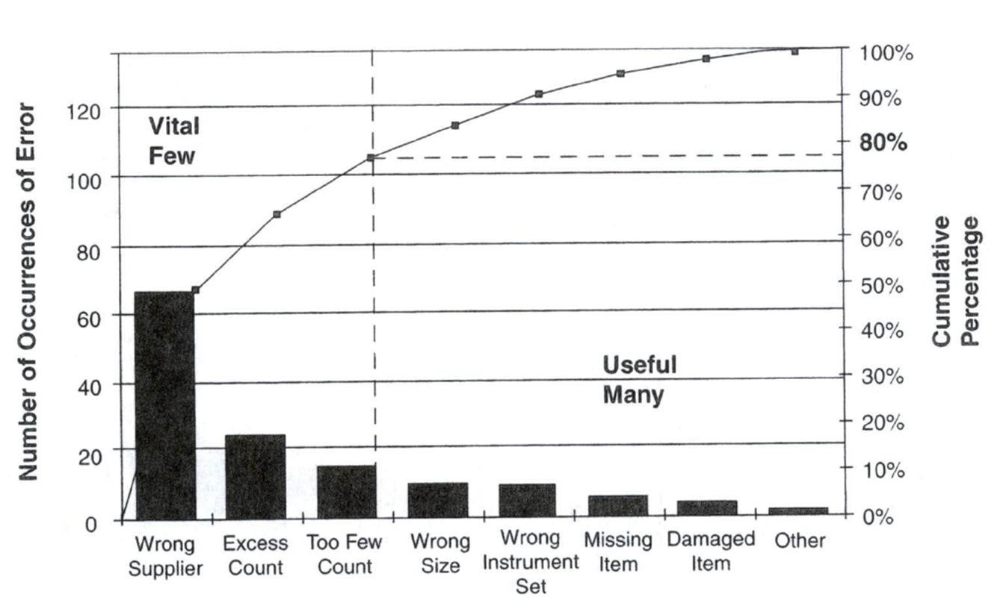 Number of Occurrences of Error
120
100
80
60
40
20
0
Vital
Few
Useful
Many
100%
90%
80%
70%
60%
50%
40%
30%
20%
10%
0%
Cumulative
Percentage
Wrong
Supplier
Excess
Count
Too Few
Count
Wrong
Size
Wrong
Instrument
Set
Missing
Item
Damaged
Item
Other